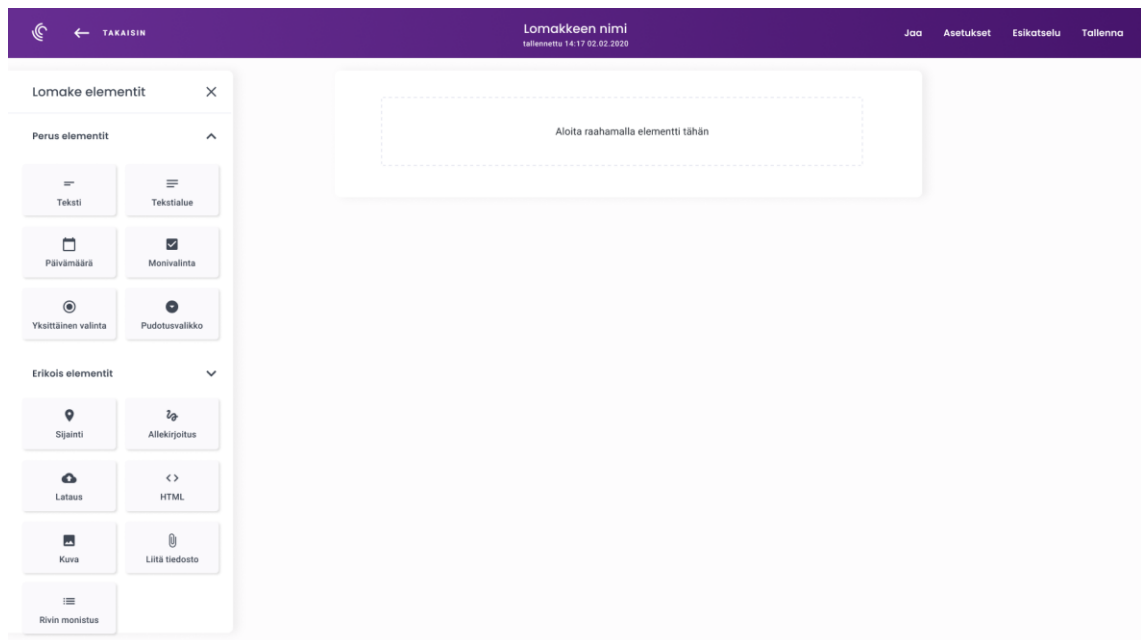 TAKAISIN
Lomakkeen nimi
tallennettu 14:17 02.02.2020
Jaa Asetukset Esikatselu Tallenna
Lomake elementit
Perus elementit
Teksti Tekstialue
Päivämäärä Monivalinta
Yksittäinen valinta Pudotusvalikko
Erikois elementit
Sijainti Allekirjoitus
Lataus HTML
Kuva Liitä tiedosto
Rivin monistus
Aloita raahamalla elementti tähän